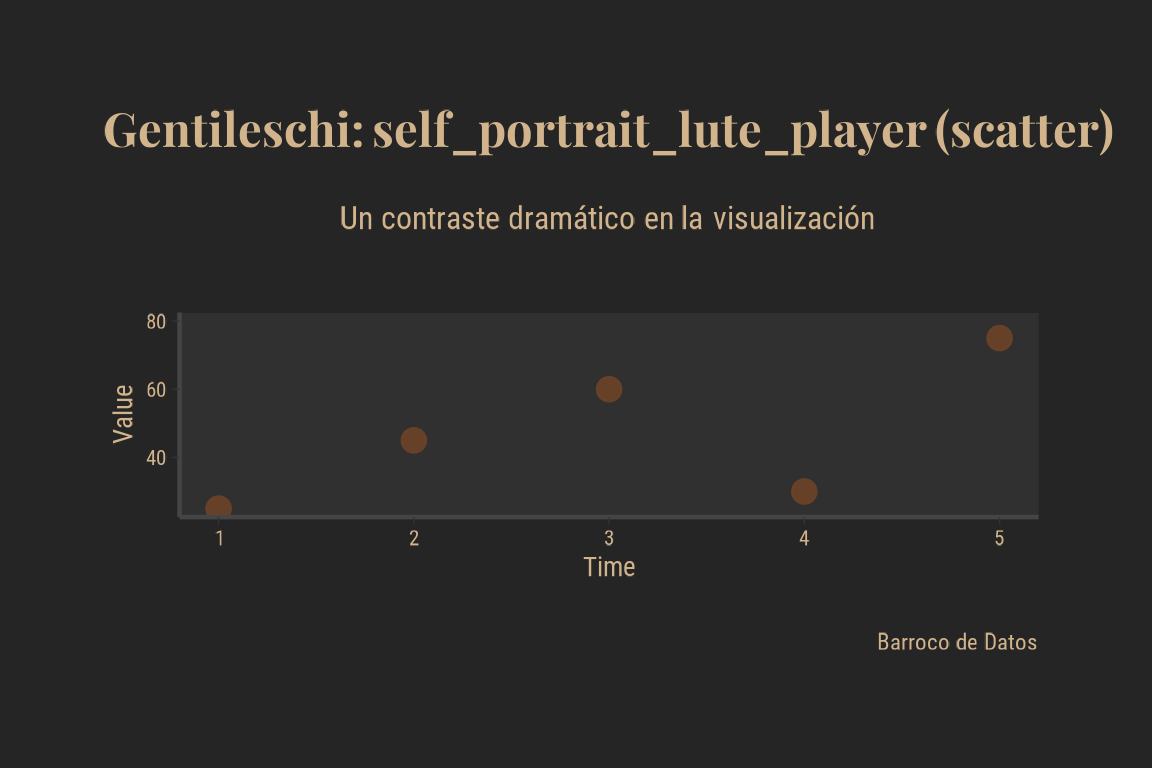 Gentileschi: self_portrait_lute_player (scatter)
Un contraste dramático en la visualización
80
60
40
Value
1 2 3 4 5
Time
Barroco de Datos